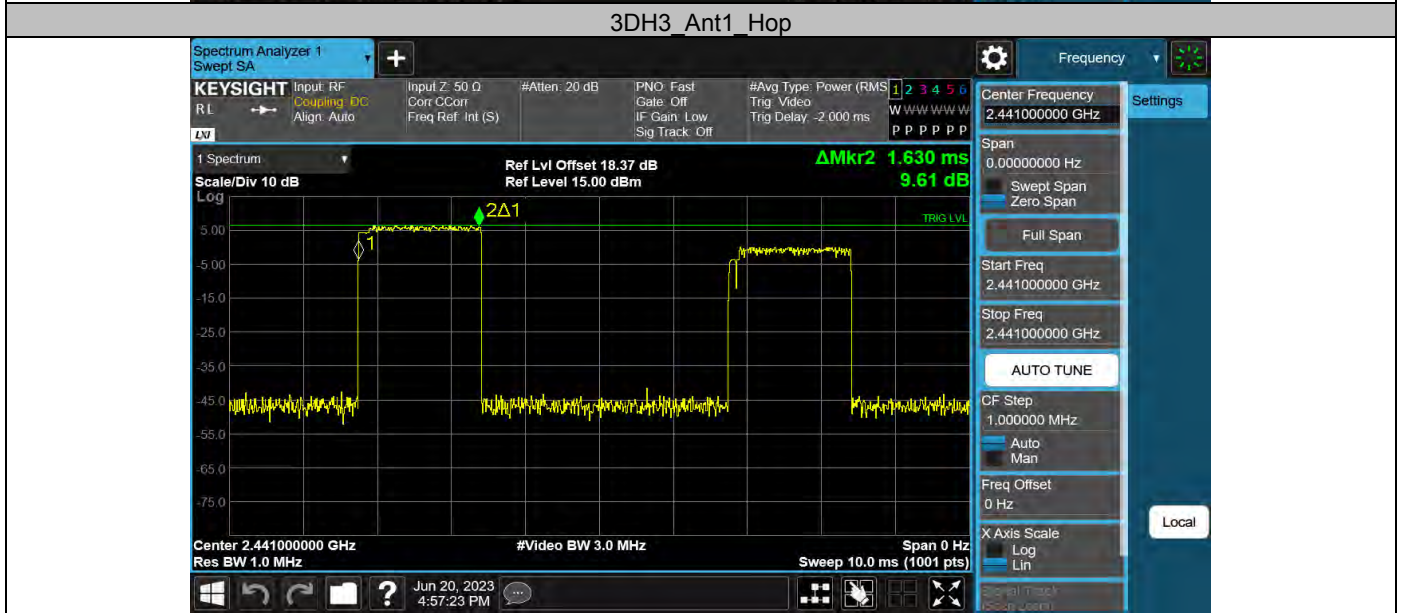 3DH3_Ant1_Hop
Spectrum Analyzer 1
Swept SA
+
Frequency
KEYSIGHT
RL
LXI
Input: RF
Coupling: DC
Align: Auto
Input Z: 50 Ω
Corr CCorr
Freq Ref: Int (S)
#Atten: 20 dB
PNO: Fast
Gate: Off
IF Gain: Low
Sig Track: Off
#Avg Type: Power (RMS
Trig: Video
Trig Delay: -2.000 ms
1 2 3 4 5 6
W W W W W W
P P P P P P
Center Frequency
2.441000000 GHz
Settings
Span
0.00000000 Hz
Swept Span
Zero Span
Full Span
Start Freq
2.441000000 GHz
Stop Freq
2.441000000 GHz
AUTO TUNE
CF Step
1.000000 MHz
Auto
Man
Freq Offset
0 Hz
X Axis Scale
Log
Lin
Local
1 Spectrum
Scale/Div 10 dB
Log
Ref Lvl Offset 18.37 dB
Ref Level 15.00 dBm
ΔMkr2 1.630 ms
9.61 dB
2Δ1
1
TRIG LVL
5.00
-5.00
-15.0
-25.0
-35.0
-45.0
-55.0
-65.0
-75.0
Center 2.441000000 GHz
Res BW 1.0 MHz
#Video BW 3.0 MHz
Span 0 Hz
Sweep 10.0 ms (1001 pts)
?
Jun 20, 2023
4:57:23 PM